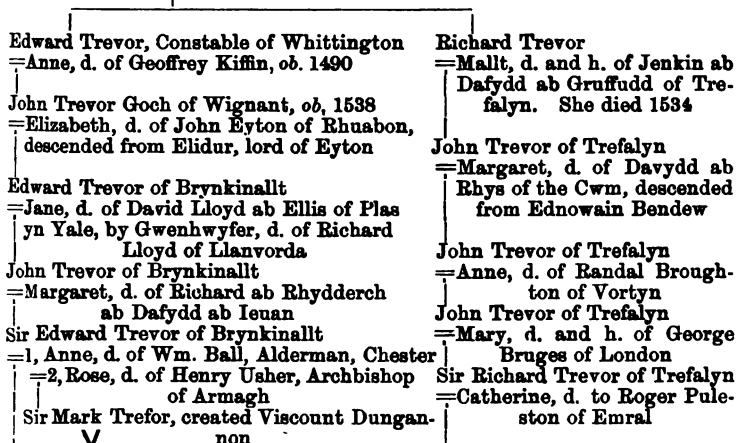 Edward Trevor, Constable of Whittington
=Anne, d. of Geoffrey Kiffin, ob. 1490
John Trevor Goch of Wignant, ob, 1538
=Elizabeth, d. of John Eyton of Rhuabon,
descended from Elidur, lord of Eyton
Edward Trevor of Brynkinallt
=Jane, d. of David Lloyd ab Ellis of Plas
yn Yale, by Gwenhwyfer, d. of Richard
Lloyd of Llanvorda
John Trevor of Brynkinallt
=Margaret, d. of Richard ab Rhydderch
ab Dafydd ab Ieuan
Sir Edward Trevor of Brynkinallt
=1, Anne, d. of Wm. Ball, Alderman, Chester
=2, Rose, d. of Henry Usher, Archbishop
of Armagh
Sir Mark Trefor, created Viscount Dungan-
non
Richard Trevor
=Mallt, d. and h. of Jenkin ab
Dafydd ab Gruffudd of Tre-
falyn. She died 1534
John Trevor of Trefalyn
=Margaret, d. of Davydd ab
Rhys of the Cwm, descended
from Ednowain Bendew
John Trevor of Trefalyn
=Anne, d. of Randal Brough-
ton of Vortyn
John Trevor of Trefalyn
=Mary, d. and h. of George
Bruges of London
Sir Richard Trevor of Trefalyn
=Catherine, d. to Roger Pule-
ston of Emral